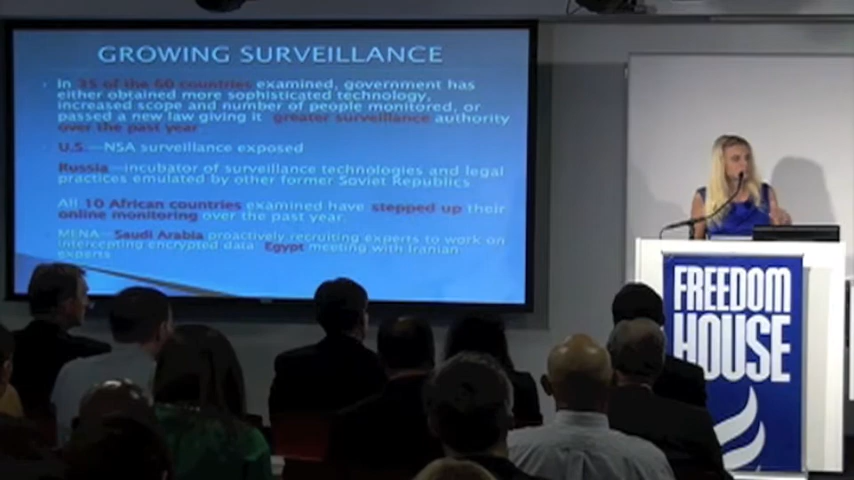 GROWING SURVEILLANCE
In 35 of the 60 countries examined, government has
either obtained more sophisticated technology,
increased scope and number of people monitored, or
passed a new law giving it greater surveillance authority
over the past year.
U.S.—NSA surveillance exposed
Russia—incubator of surveillance technologies and legal
practices emulated by other former Soviet Republics
All 10 African countries examined have stepped up their
online monitoring over the past year.
MENA—Saudi Arabia proactively recruiting experts to work on
intercepting encrypted data Egypt meeting with Iranian
experts
FREEDOM
HOUSE